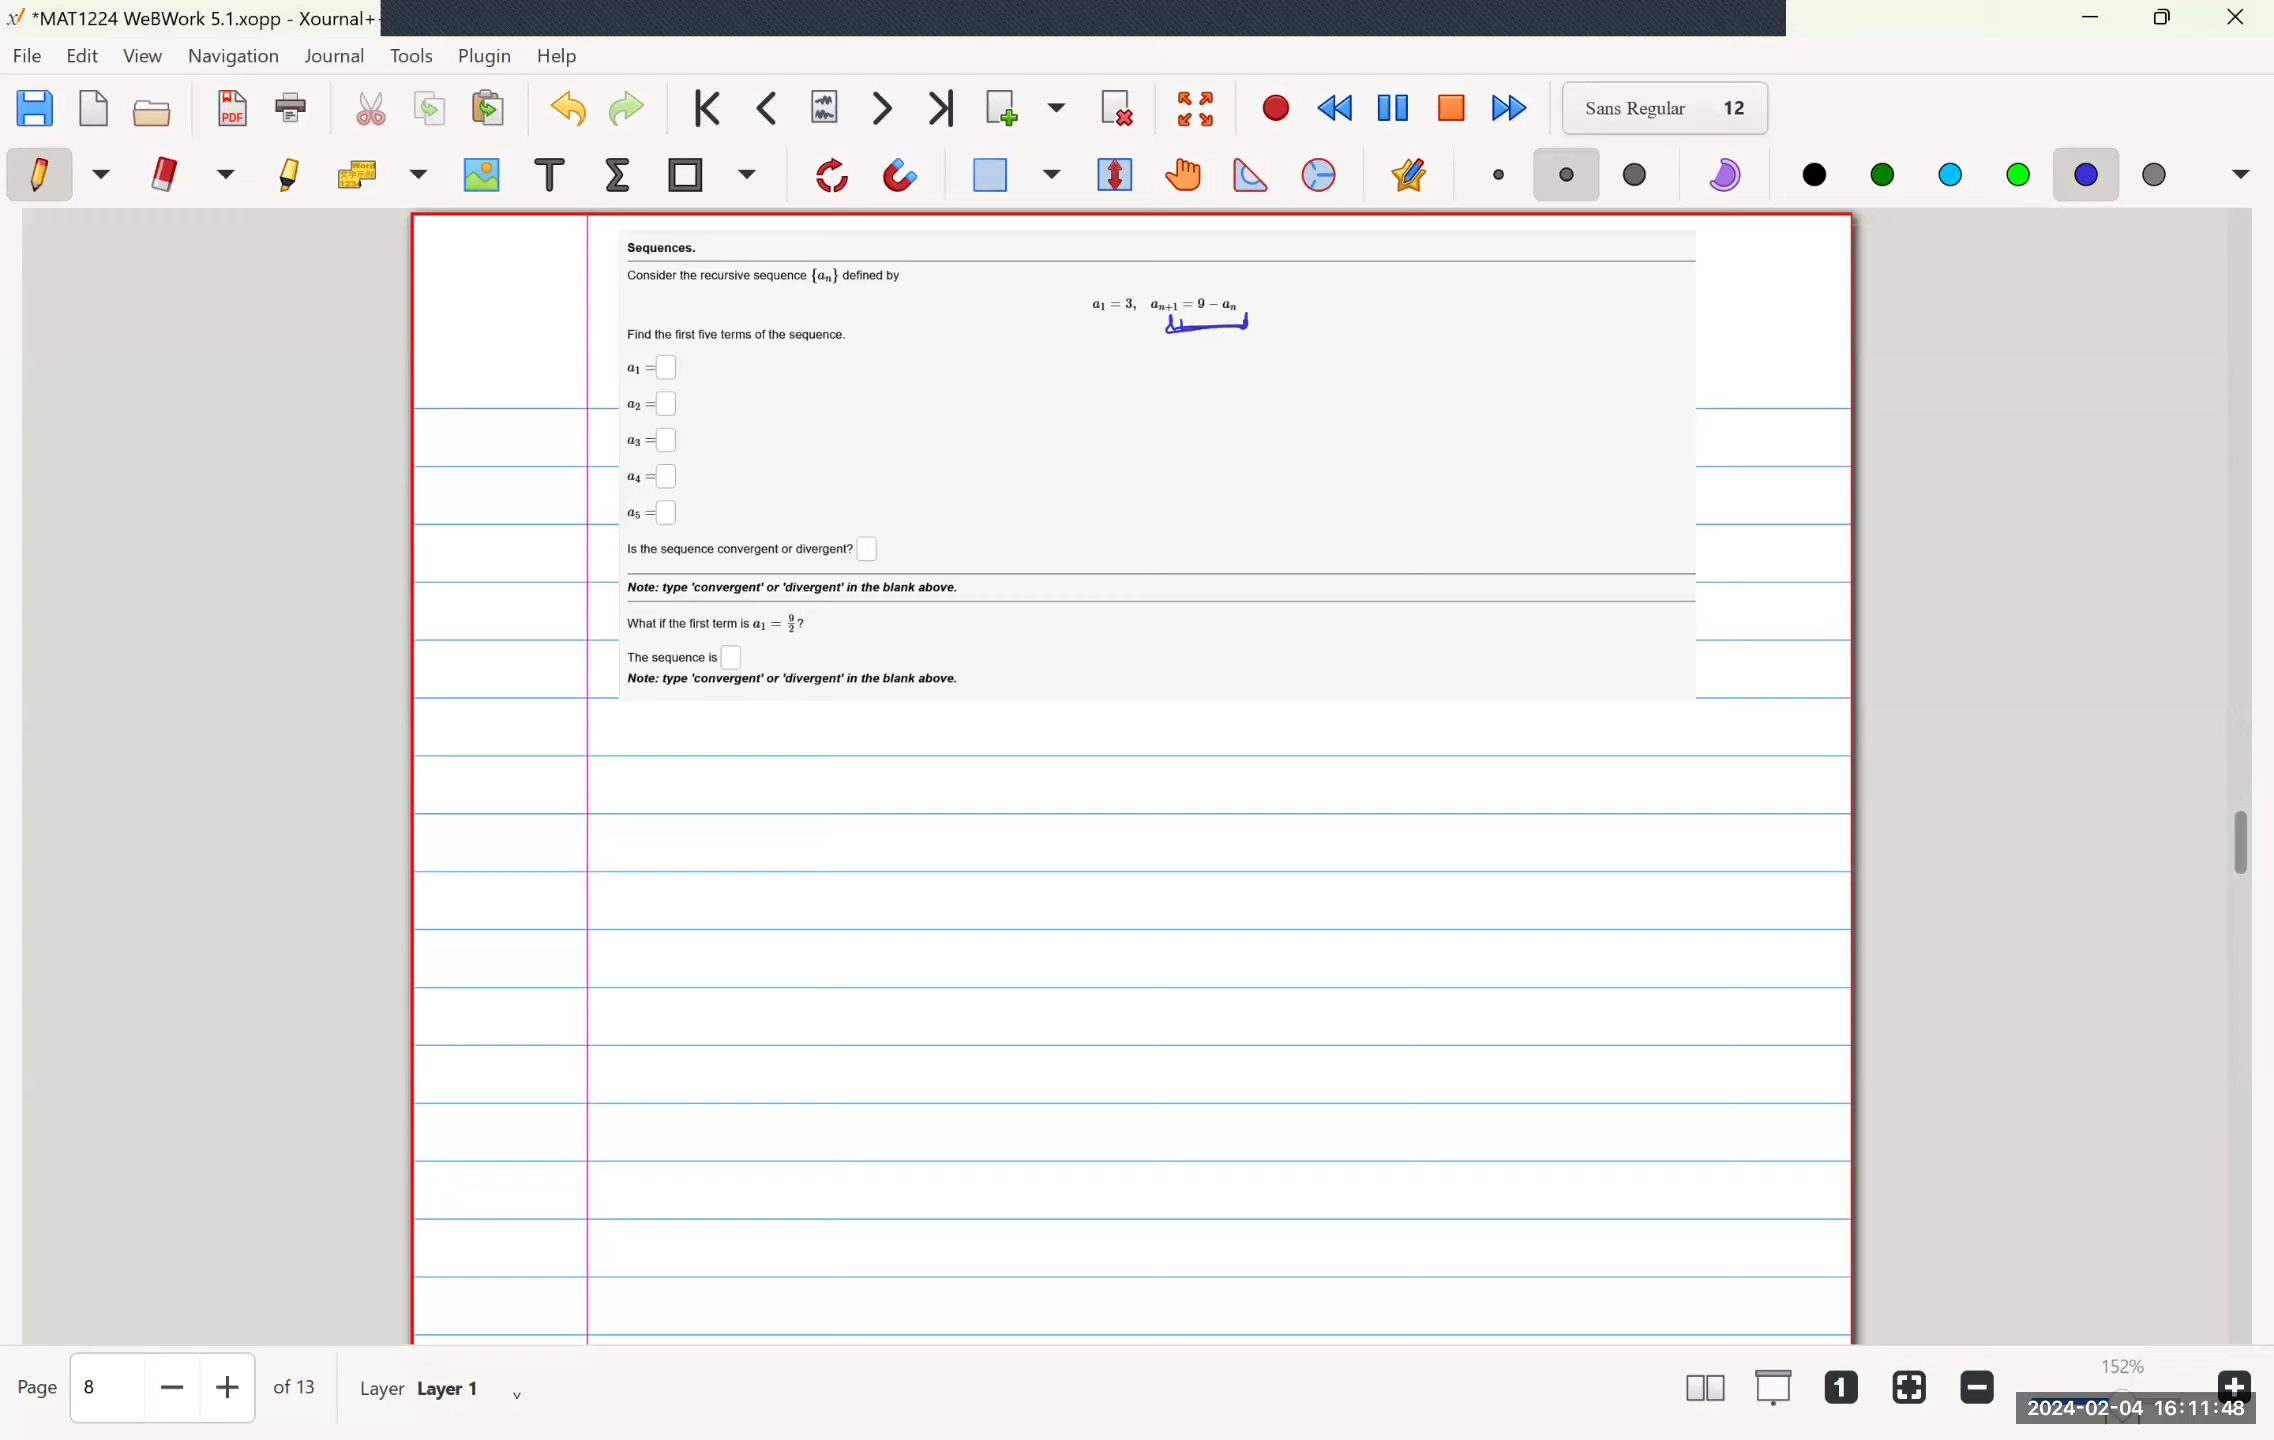 *MAT1224 WeBWork 5.1.xopp - Xournal+
File Edit View Navigation Journal Tools Plugin Help
PDF
Sans Regular 12
Word
1234
Sequences.
Consider the recursive sequence {aₙ} defined by
a₁ = 3, aₙ₊₁ = 9 − aₙ
Find the first five terms of the sequence.
a₁ =
a₂ =
a₃ =
a₄ =
a₅ =
Is the sequence convergent or divergent?
Note: type 'convergent' or 'divergent' in the blank above.
What if the first term is a₁ = 9/2?
The sequence is
Note: type 'convergent' or 'divergent' in the blank above.
Page 8 of 13 Layer Layer 1
1
152%
2024-02-04 16:11:48